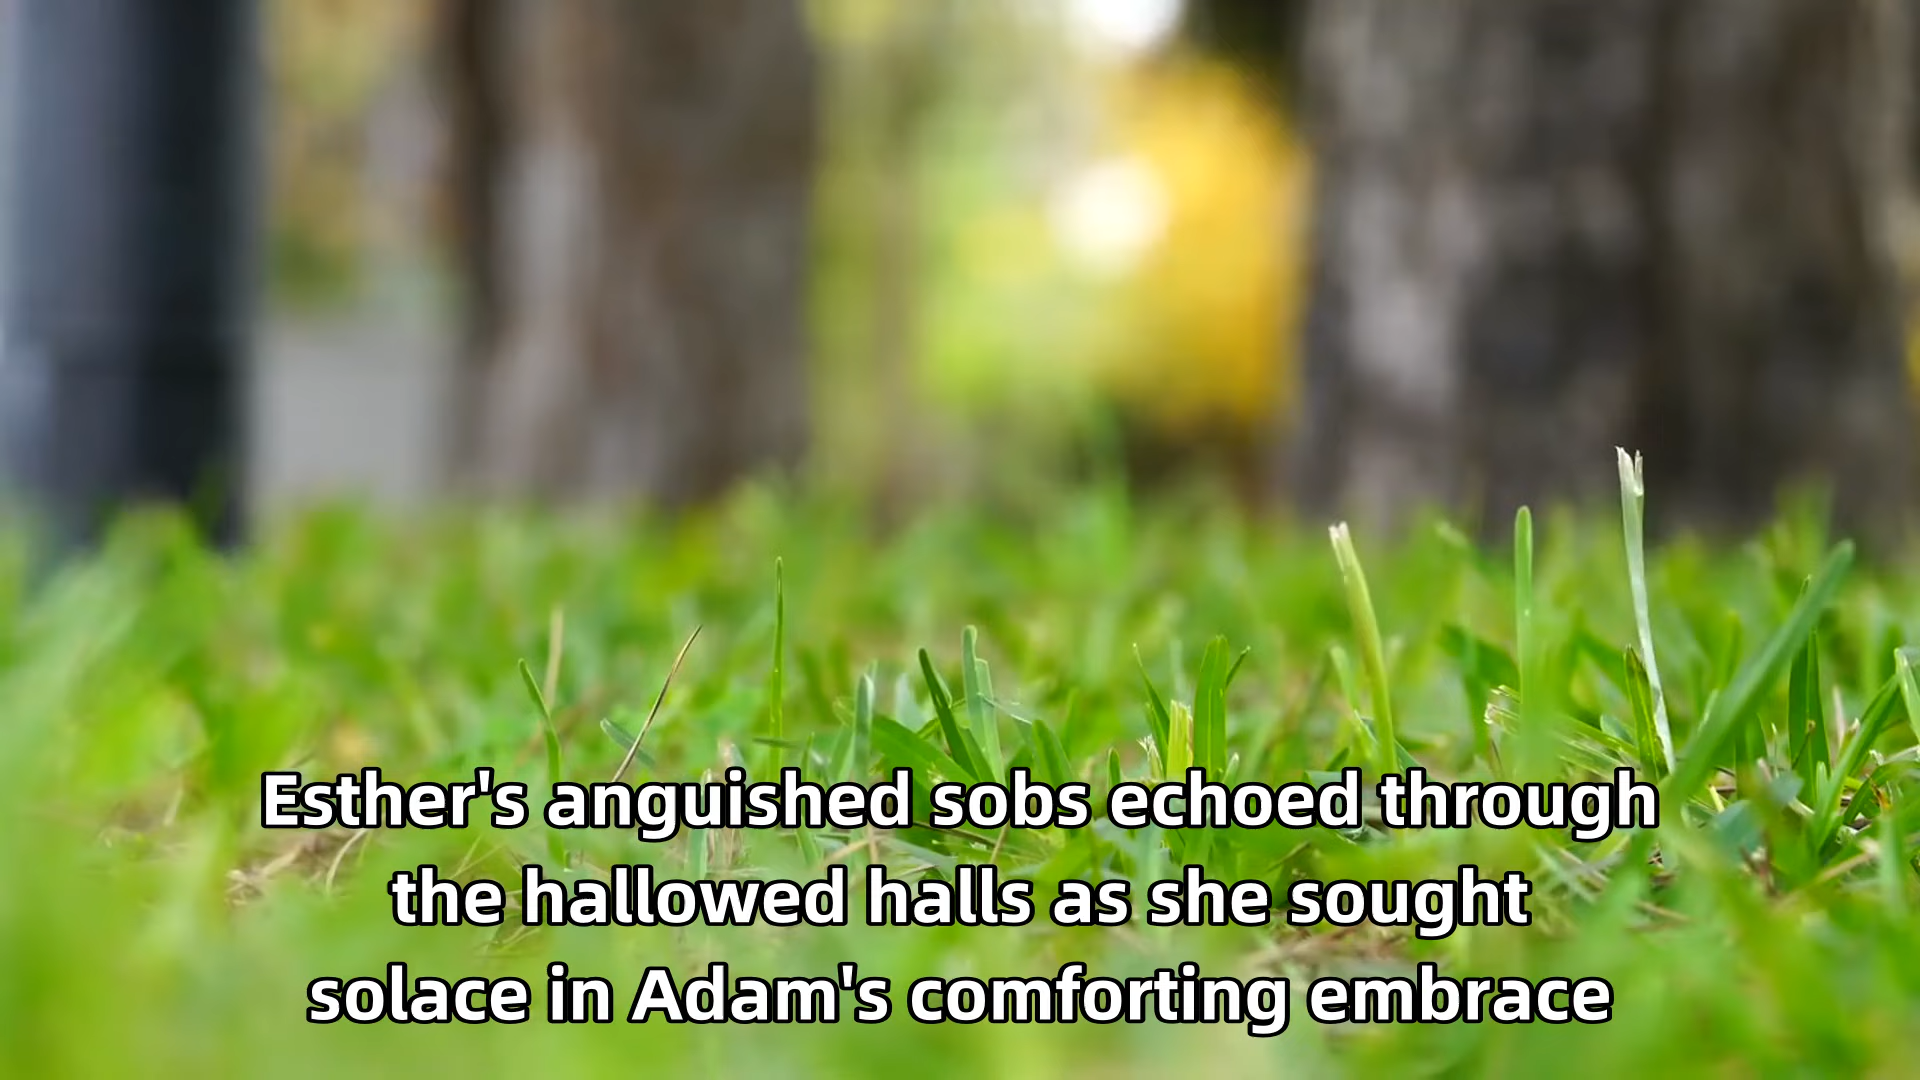 Esther's anguished sobs echoed through
the hallowed halls as she sought
solace in Adam's comforting embrace